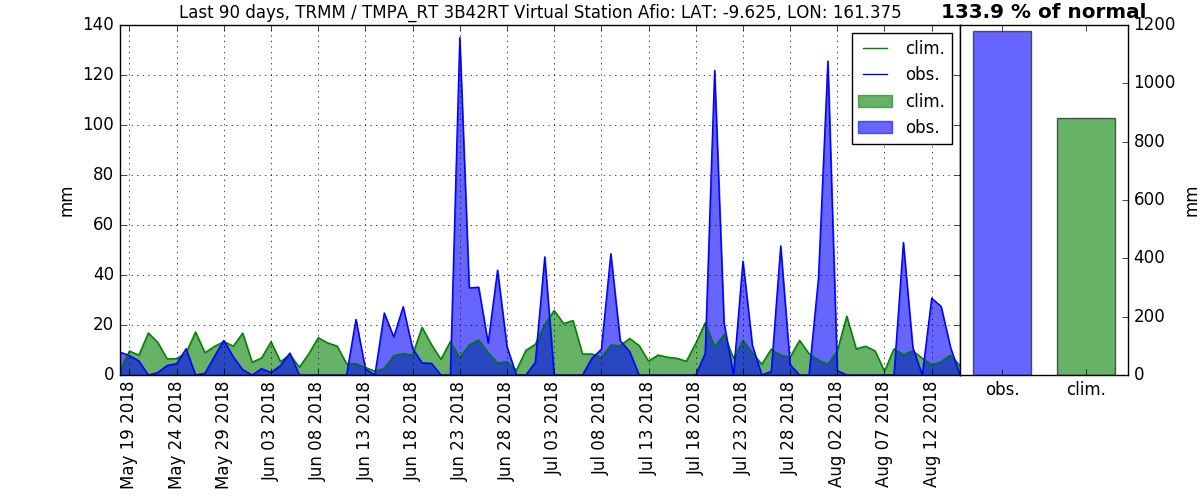 Last 90 days, TRMM / TMPA_RT 3B42RT Virtual Station Afio: LAT: -9.625, LON: 161.375
133.9 % of normal
140
120
100
80
60
40
20
0
mm
clim.
obs.
clim.
obs.
1200
1000
800
600
400
200
0
mm
May 19 2018
May 24 2018
May 29 2018
Jun 03 2018
Jun 08 2018
Jun 13 2018
Jun 18 2018
Jun 23 2018
Jun 28 2018
Jul 03 2018
Jul 08 2018
Jul 13 2018
Jul 18 2018
Jul 23 2018
Jul 28 2018
Aug 02 2018
Aug 07 2018
Aug 12 2018
obs.
clim.